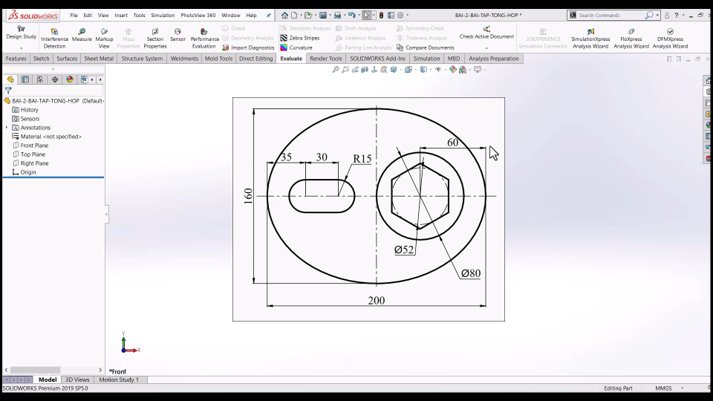 SOLIDWORKS File Edit View Insert Tools Simulation PhotoView 360 Window Help
BAI-2-BAI-TAP-TONG-HOP * Search Commands
Design Study Interference Detection Measure Markup View Mass Properties Section Properties Sensor Performance Evaluation
Check
Geometry Analysis
Import Diagnostics
Deviation Analysis
Zebra Stripes
Curvature
Draft Analysis
Undercut Analysis
Parting Line Analysis
Symmetry Check
Thickness Analysis
Compare Documents
Check Active Document
3DEXPERIENCE Simulation Connector
SimulationXpress Analysis Wizard
FloXpress Analysis Wizard
DFMXpress Analysis Wizard
Features Sketch Surfaces Sheet Metal Structure System Weldments Mold Tools Direct Editing Evaluate Render Tools SOLIDWORKS Add-Ins Simulation MBD Analysis Preparation
BAI-2-BAI-TAP-TONG-HOP (Default<
History
Sensors
Annotations
Material <not specified>
Front Plane
Top Plane
Right Plane
Origin
60
35
30
R15
160
Ø52
Ø80
200
Y
X
*Front
Model 3D Views Motion Study 1
SOLIDWORKS Premium 2019 SP5.0 Editing Part MMGS